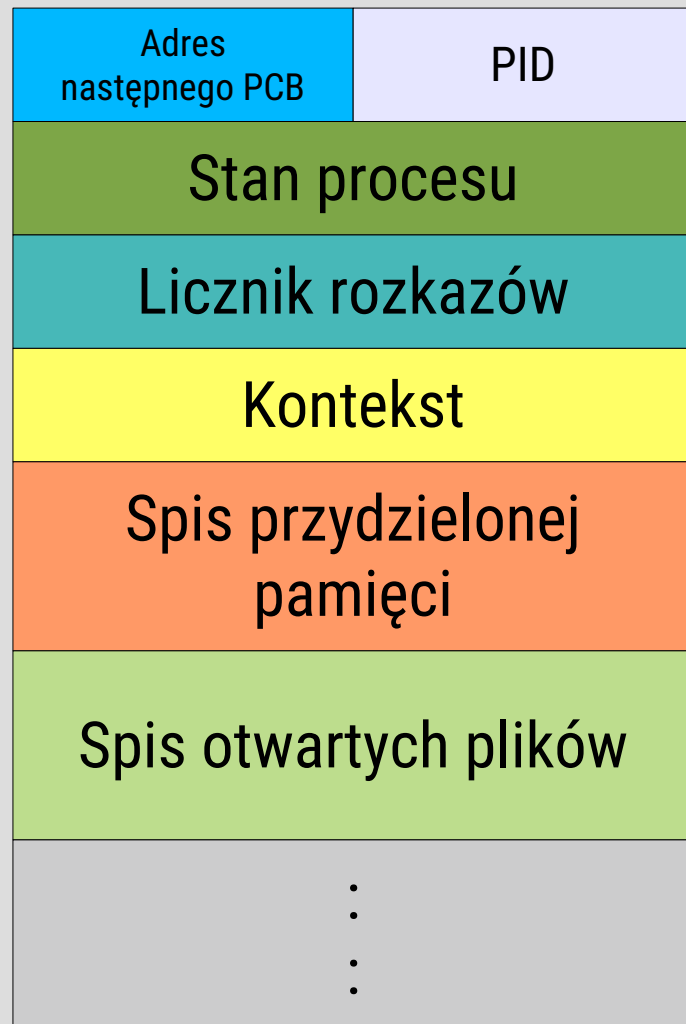 Adres
następnego PCB
PID
Stan procesu
Licznik rozkazów
Kontekst
Spis przydzielonej
pamięci
Spis otwartych plików
:
: